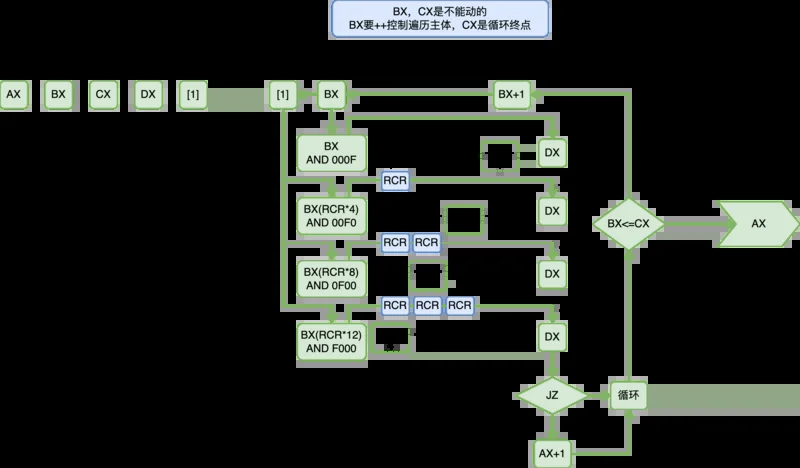 BX，CX是不能动的
BX要++控制遍历主体，CX是循环终点
AX
BX
CX
DX
[1]
[1]
BX
BX+1
BX
AND 000F
DX
RCR
BX(RCR*4)
AND 00F0
DX
BX<=CX
AX
RCR
RCR
BX(RCR*8)
AND 0F00
DX
RCR
RCR
RCR
BX(RCR*12)
AND F000
DX
JZ
循环
AX+1